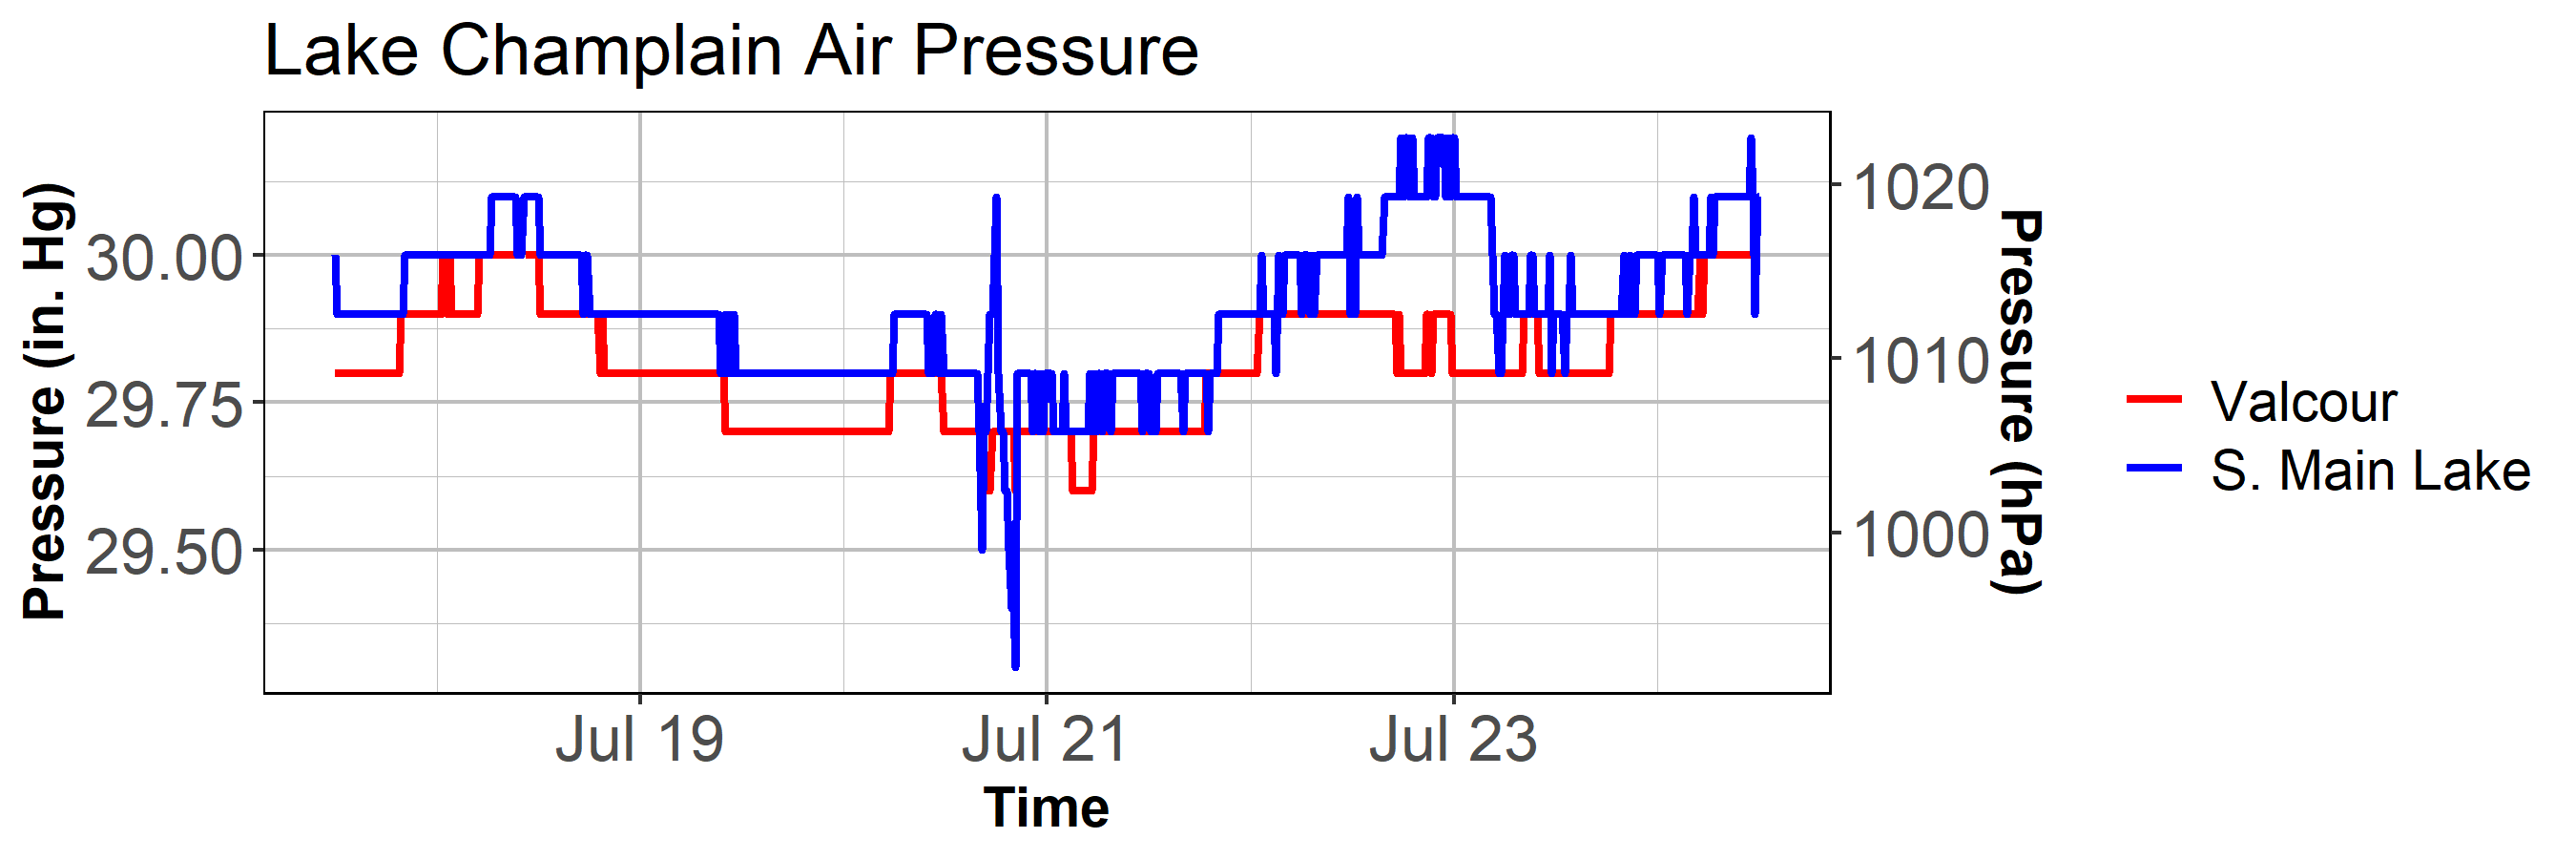 Lake Champlain Air Pressure
Pressure (in. Hg)
30.00
29.75
29.50
1020
1010
1000
Pressure (hPa)
Valcour
S. Main Lake
Jul 19
Jul 21
Jul 23
Time